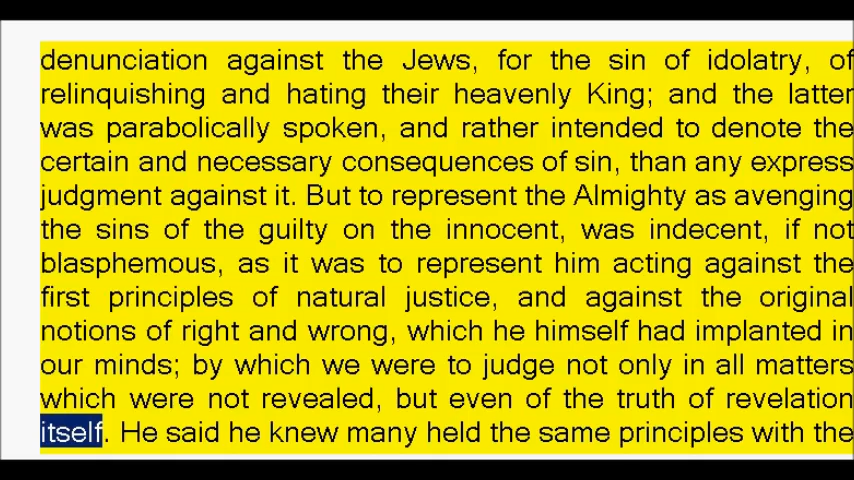 denunciation against the Jews, for the sin of idolatry, of
relinquishing and hating their heavenly King; and the latter
was parabolically spoken, and rather intended to denote the
certain and necessary consequences of sin, than any express
judgment against it. But to represent the Almighty as avenging
the sins of the guilty on the innocent, was indecent, if not
blasphemous, as it was to represent him acting against the
first principles of natural justice, and against the original
notions of right and wrong, which he himself had implanted in
our minds; by which we were to judge not only in all matters
which were not revealed, but even of the truth of revelation
itself. He said he knew many held the same principles with the